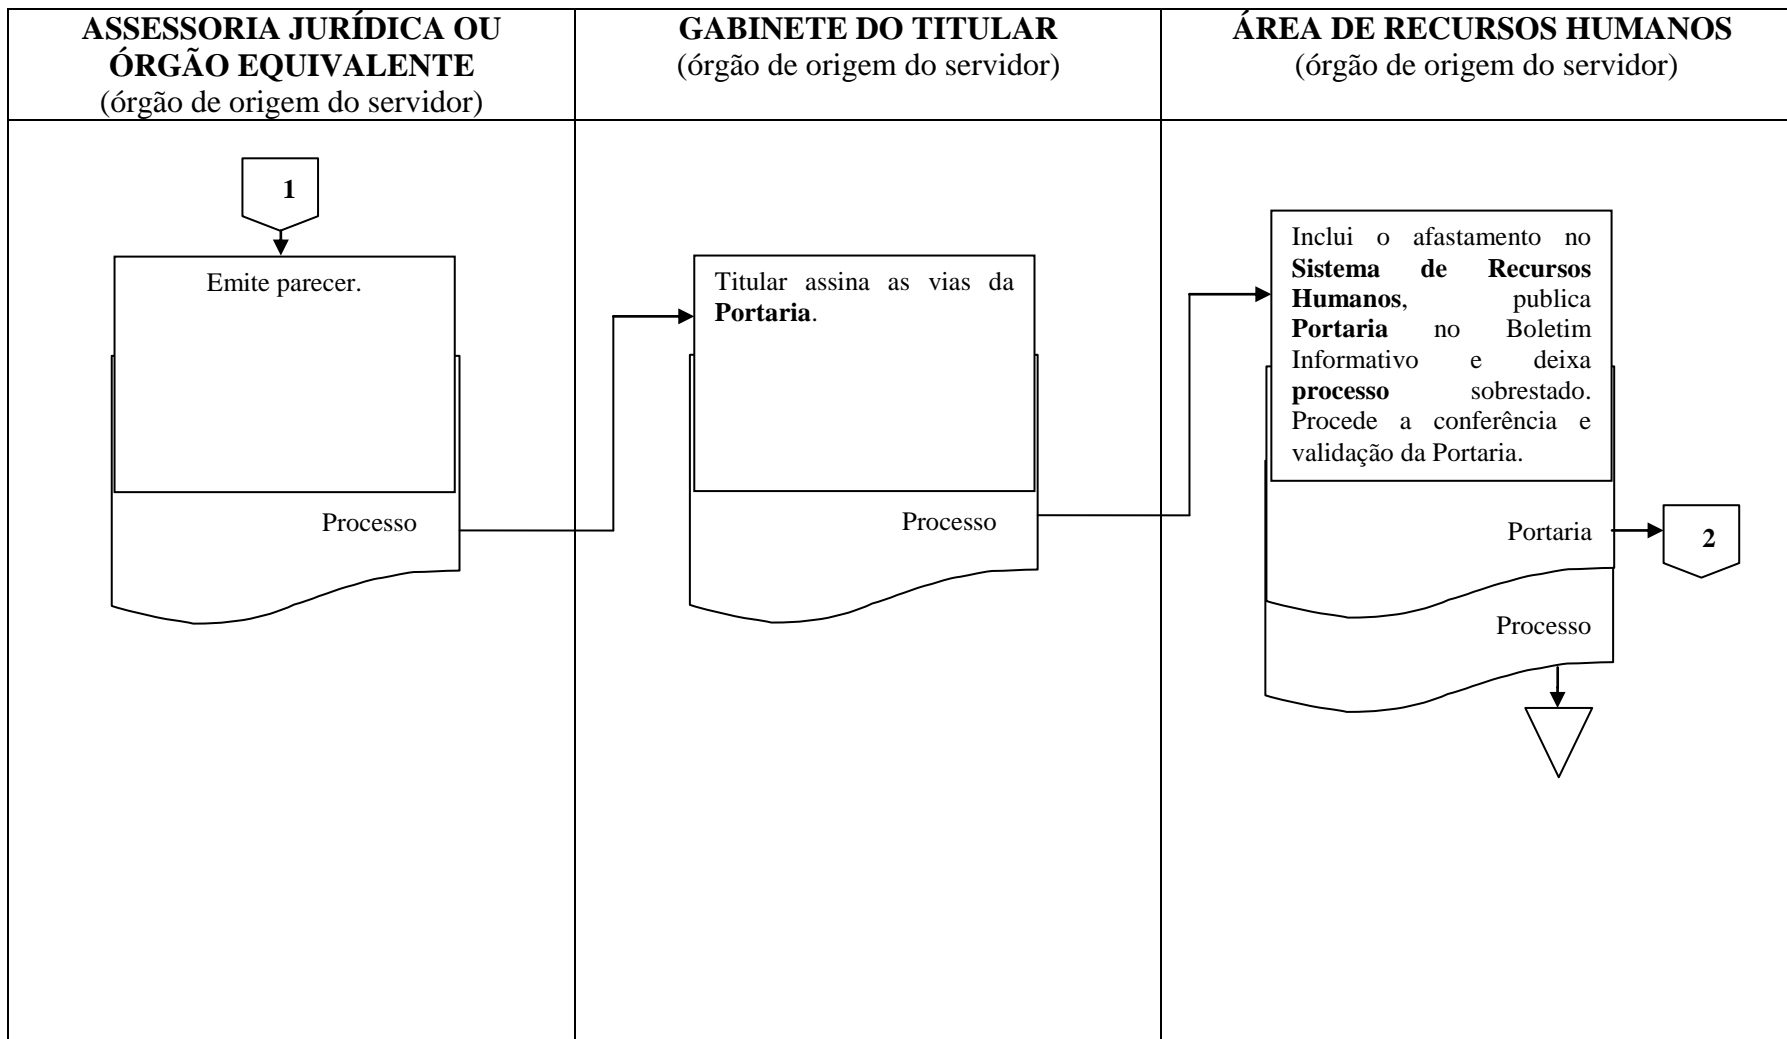 ASSESSORIA JURÍDICA OU
ÓRGÃO EQUIVALENTE
(órgão de origem do servidor)
GABINETE DO TITULAR
(órgão de origem do servidor)
ÁREA DE RECURSOS HUMANOS
(órgão de origem do servidor)
1
Emite parecer.
Processo
Titular assina as vias da
Portaria.
Processo
Inclui o afastamento no
Sistema de Recursos
Humanos, publica
Portaria no Boletim
Informativo e deixa
processo sobrestado.
Procede a conferência e
validação da Portaria.
Portaria
2
Processo